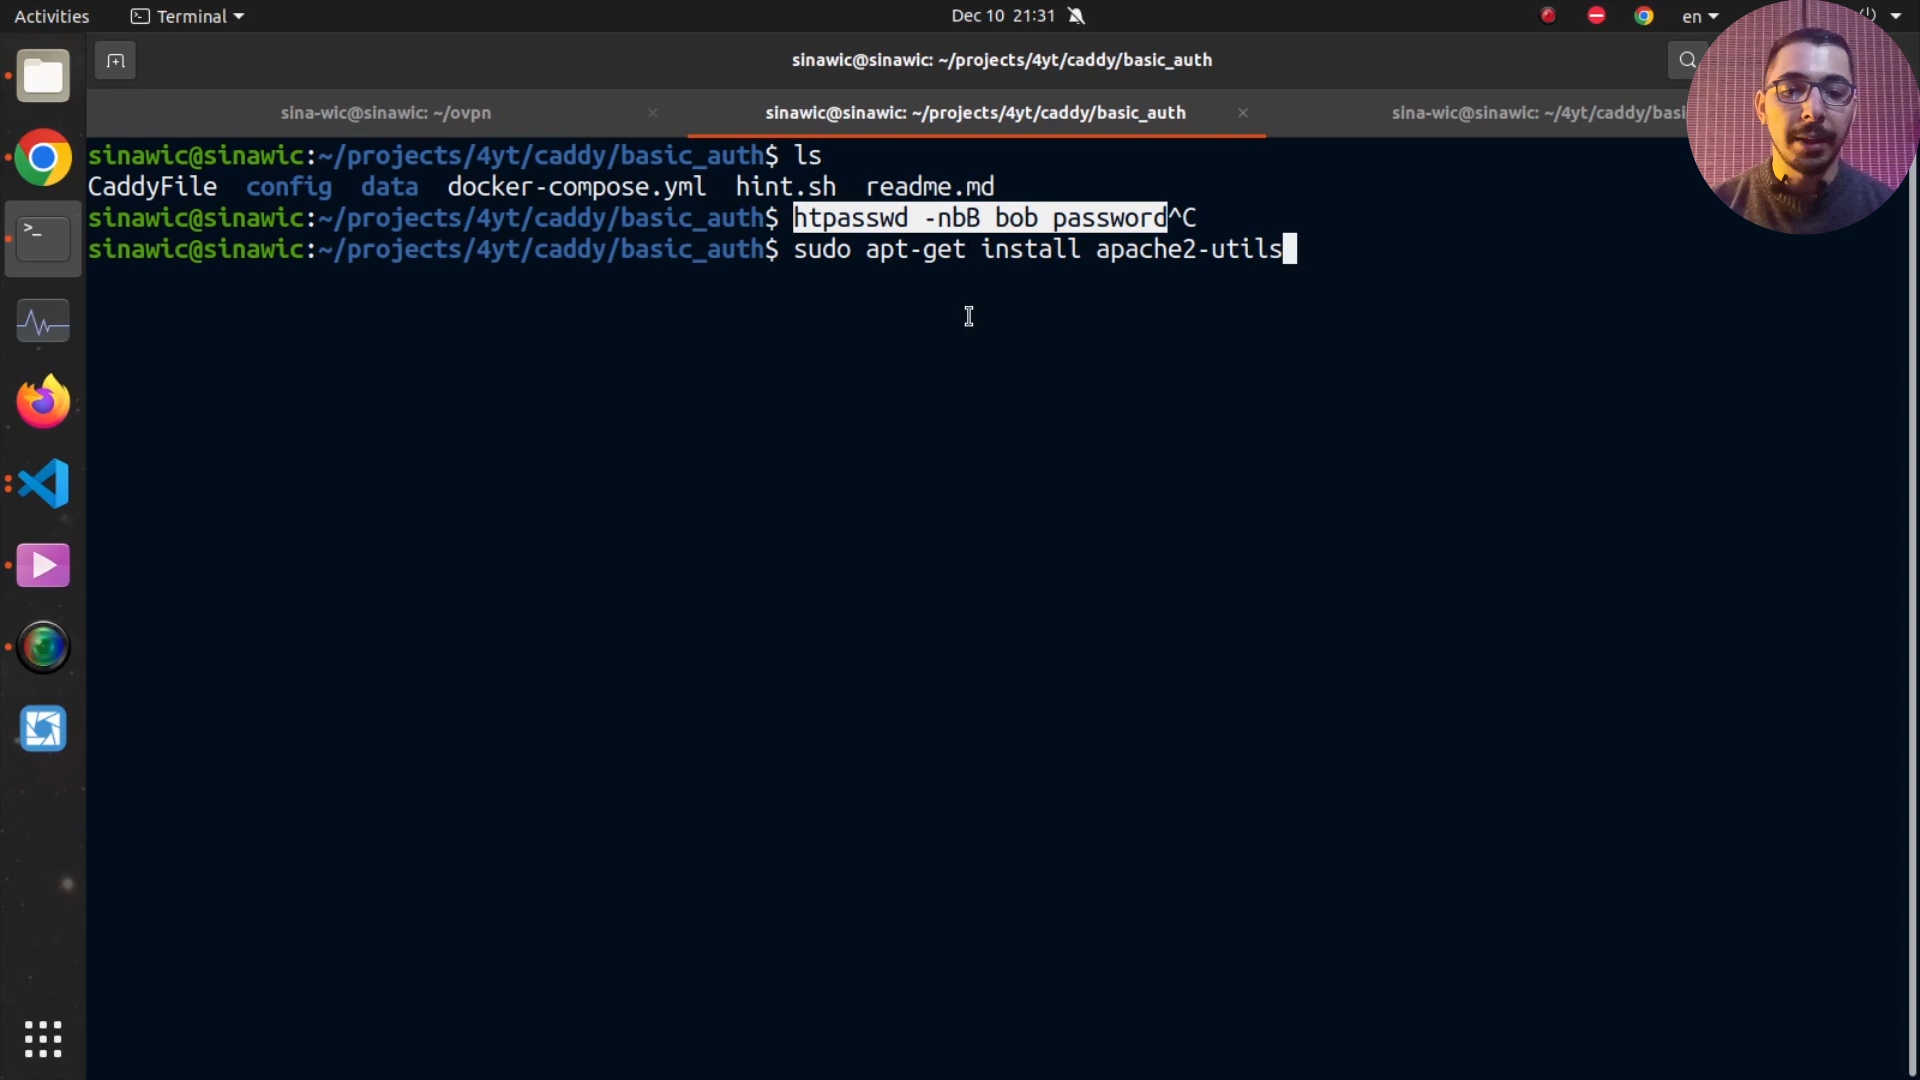 Activities Terminal Dec 10 21:31 en
sinawic@sinawic: ~/projects/4yt/caddy/basic_auth
sina-wic@sinawic: ~/ovpn sinawic@sinawic: ~/projects/4yt/caddy/basic_auth sina-wic@sinawic: ~/4yt/caddy/basi
sinawic@sinawic:~/projects/4yt/caddy/basic_auth$ ls
CaddyFile config data docker-compose.yml hint.sh readme.md
sinawic@sinawic:~/projects/4yt/caddy/basic_auth$ htpasswd -nbB bob password^C
sinawic@sinawic:~/projects/4yt/caddy/basic_auth$ sudo apt-get install apache2-utils